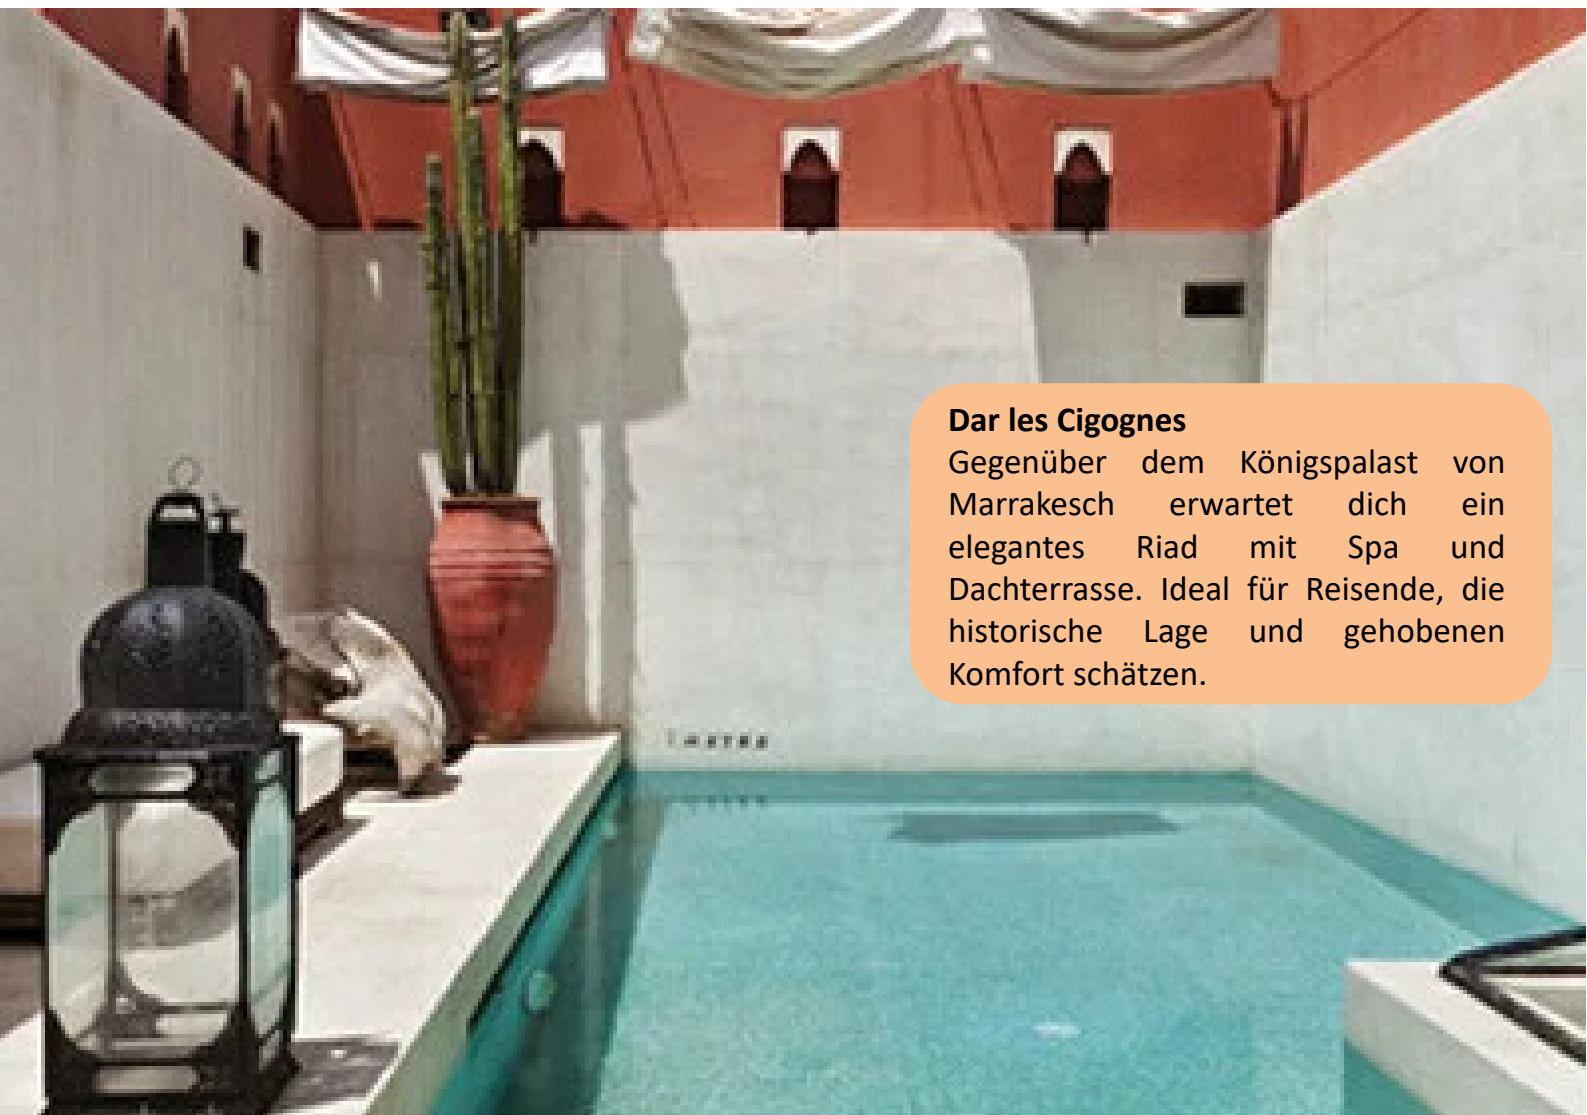 Dar les Cigognes
Gegenüber dem Königspalast von
Marrakesch erwartet dich ein
elegantes Riad mit Spa und
Dachterrasse. Ideal für Reisende, die
historische Lage und gehobenen
Komfort schätzen.